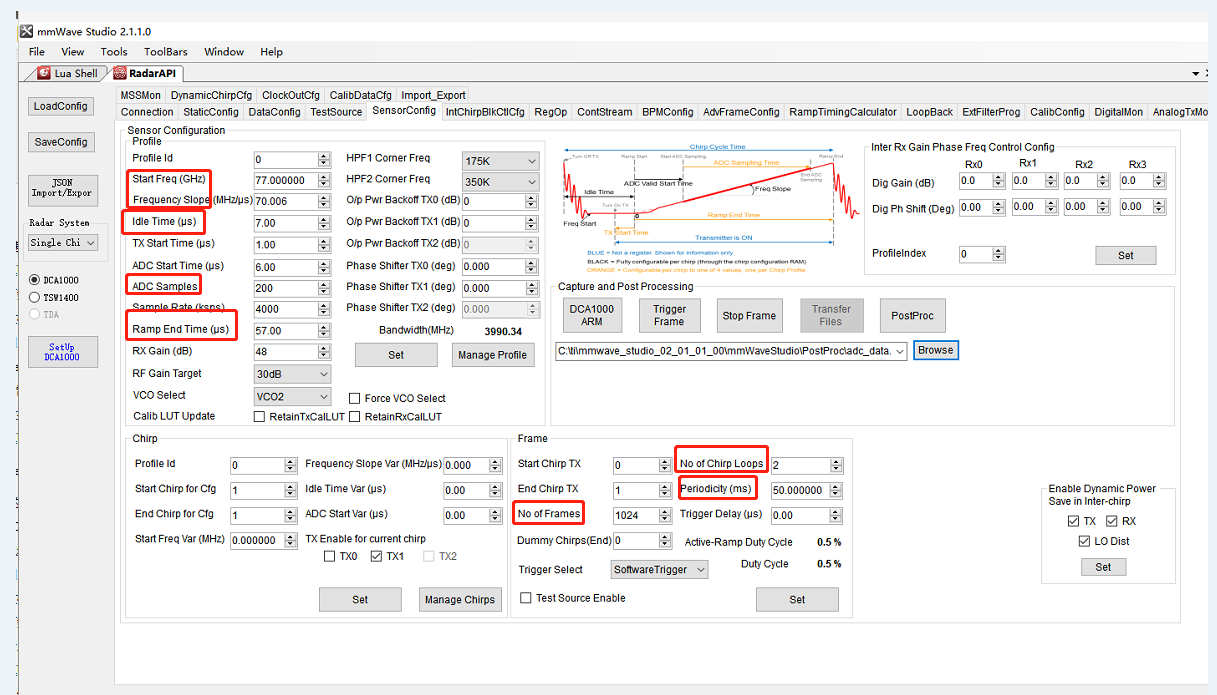 mmWave Studio 2.1.1.0
File View Tools ToolBars Window Help
Lua Shell RadarAPI
MSSMon DynamicChirpCfg ClockOutCfg CalibDataCfg Import_Export
Connection StaticConfig DataConfig TestSource SensorConfig IntChirpBlkCtlCfg RegOp ContStream BPMConfig AdvFrameConfig RampTimingCalculator LoopBack ExtFilterProg CalibConfig DigitalMon AnalogTxMo
LoadConfig
SaveConfig
JSON
Import/Expor
Radar System
Single Chi
DCA1000
TSW1400
TDA
SetUp
DCA1000
Sensor Configuration
Profile
Profile Id 0 HPF1 Corner Freq 175K
Start Freq (GHz) 77.000000 HPF2 Corner Freq 350K
Frequency Slope (MHz/μs) 70.006 O/p Pwr Backoff TX0 (dB) 0
Idle Time (μs) 7.00 O/p Pwr Backoff TX1 (dB) 0
TX Start Time (μs) 1.00 O/p Pwr Backoff TX2 (dB) 0
ADC Start Time (μs) 6.00 Phase Shifter TX0 (deg) 0.000
ADC Samples 200 Phase Shifter TX1 (deg) 0.000
Sample Rate (ksps) 4000 Phase Shifter TX2 (deg) 0.000
Ramp End Time (μs) 57.00 Bandwidth(MHz) 3990.34
RX Gain (dB) 48 Set Manage Profile
RF Gain Target 30dB
VCO Select VCO2 Force VCO Select
Calib LUT Update RetainTxCalLUT RetainRxCalLUT
Chirp Cycle Time
Turn Off TX Ramp Start Start ADC Sampling Ramp End
ADC Sampling Time
End ADC
Sampling
ADC Valid Start Time
Idle Time Freq Slope
Turn On TX
0 Ramp End Time
Freq Start
TX Start Time
Transmitter is ON
BLUE = Not a register. Shown for information only
BLACK = Fully configurable per chirp (through the chirp configuration RAM)
ORANGE = Configurable per chirp to one of 4 values, one per Chirp Profile
Inter Rx Gain Phase Freq Control Config
Rx0 Rx1 Rx2 Rx3
Dig Gain (dB) 0.0 0.0 0.0 0.0
Dig Ph Shift (Deg) 0.00 0.00 0.00 0.00
ProfileIndex 0 Set
Capture and Post Processing
DCA1000
ARM
Trigger
Frame
Stop Frame
Transfer
Files
PostProc
C:\ti\mmwave_studio_02_01_01_00\mmWaveStudio\PostProc\adc_data. Browse
Chirp
Profile Id 0 Frequency Slope Var (MHz/μs) 0.000
Start Chirp for Cfg 1 Idle Time Var (μs) 0.00
End Chirp for Cfg 1 ADC Start Var (μs) 0.00
Start Freq Var (MHz) 0.000000 TX Enable for current chirp
TX0 TX1 TX2
Set Manage Chirps
Frame
Start Chirp TX 0 No of Chirp Loops 2
End Chirp TX 1 Periodicity (ms) 50.000000
No of Frames 1024 Trigger Delay (μs) 0.00
Dummy Chirps(End) 0 Active-Ramp Duty Cycle 0.5 %
Trigger Select SoftwareTrigger Duty Cycle 0.5 %
Test Source Enable Set
Enable Dynamic Power
Save in Inter-chirp
TX RX
LO Dist
Set